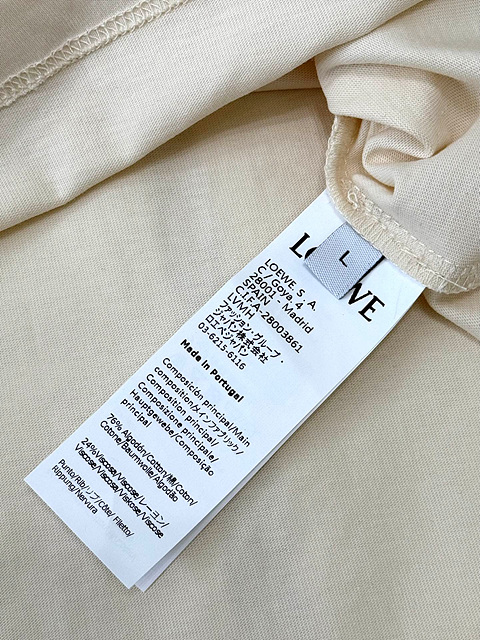 LOEWE
L
LOEWE S. A.
C / Goya, 4
28001 - Madrid
SPAIN
C.I.F.A-28003861
LVMH
ファッション・グループ・
ジャパン株式会社
ロエベジャパン
03-6215-6116
Made in Portugal
Composición principal/Main
composition/メインファブリック/
Composition principal/
Composizione principale/
Hauptgewebe/Composição
principal
76% Algodón/Cotton/綿/Coton/
Cotone/Baumwolle/Algodão
24%Viscose/Viscose/レーヨン/
Viscose/Viscose/Viskose/Viscose
Punto/Rib/リブ/Côte/ Filetto/
Rippung/Nervura